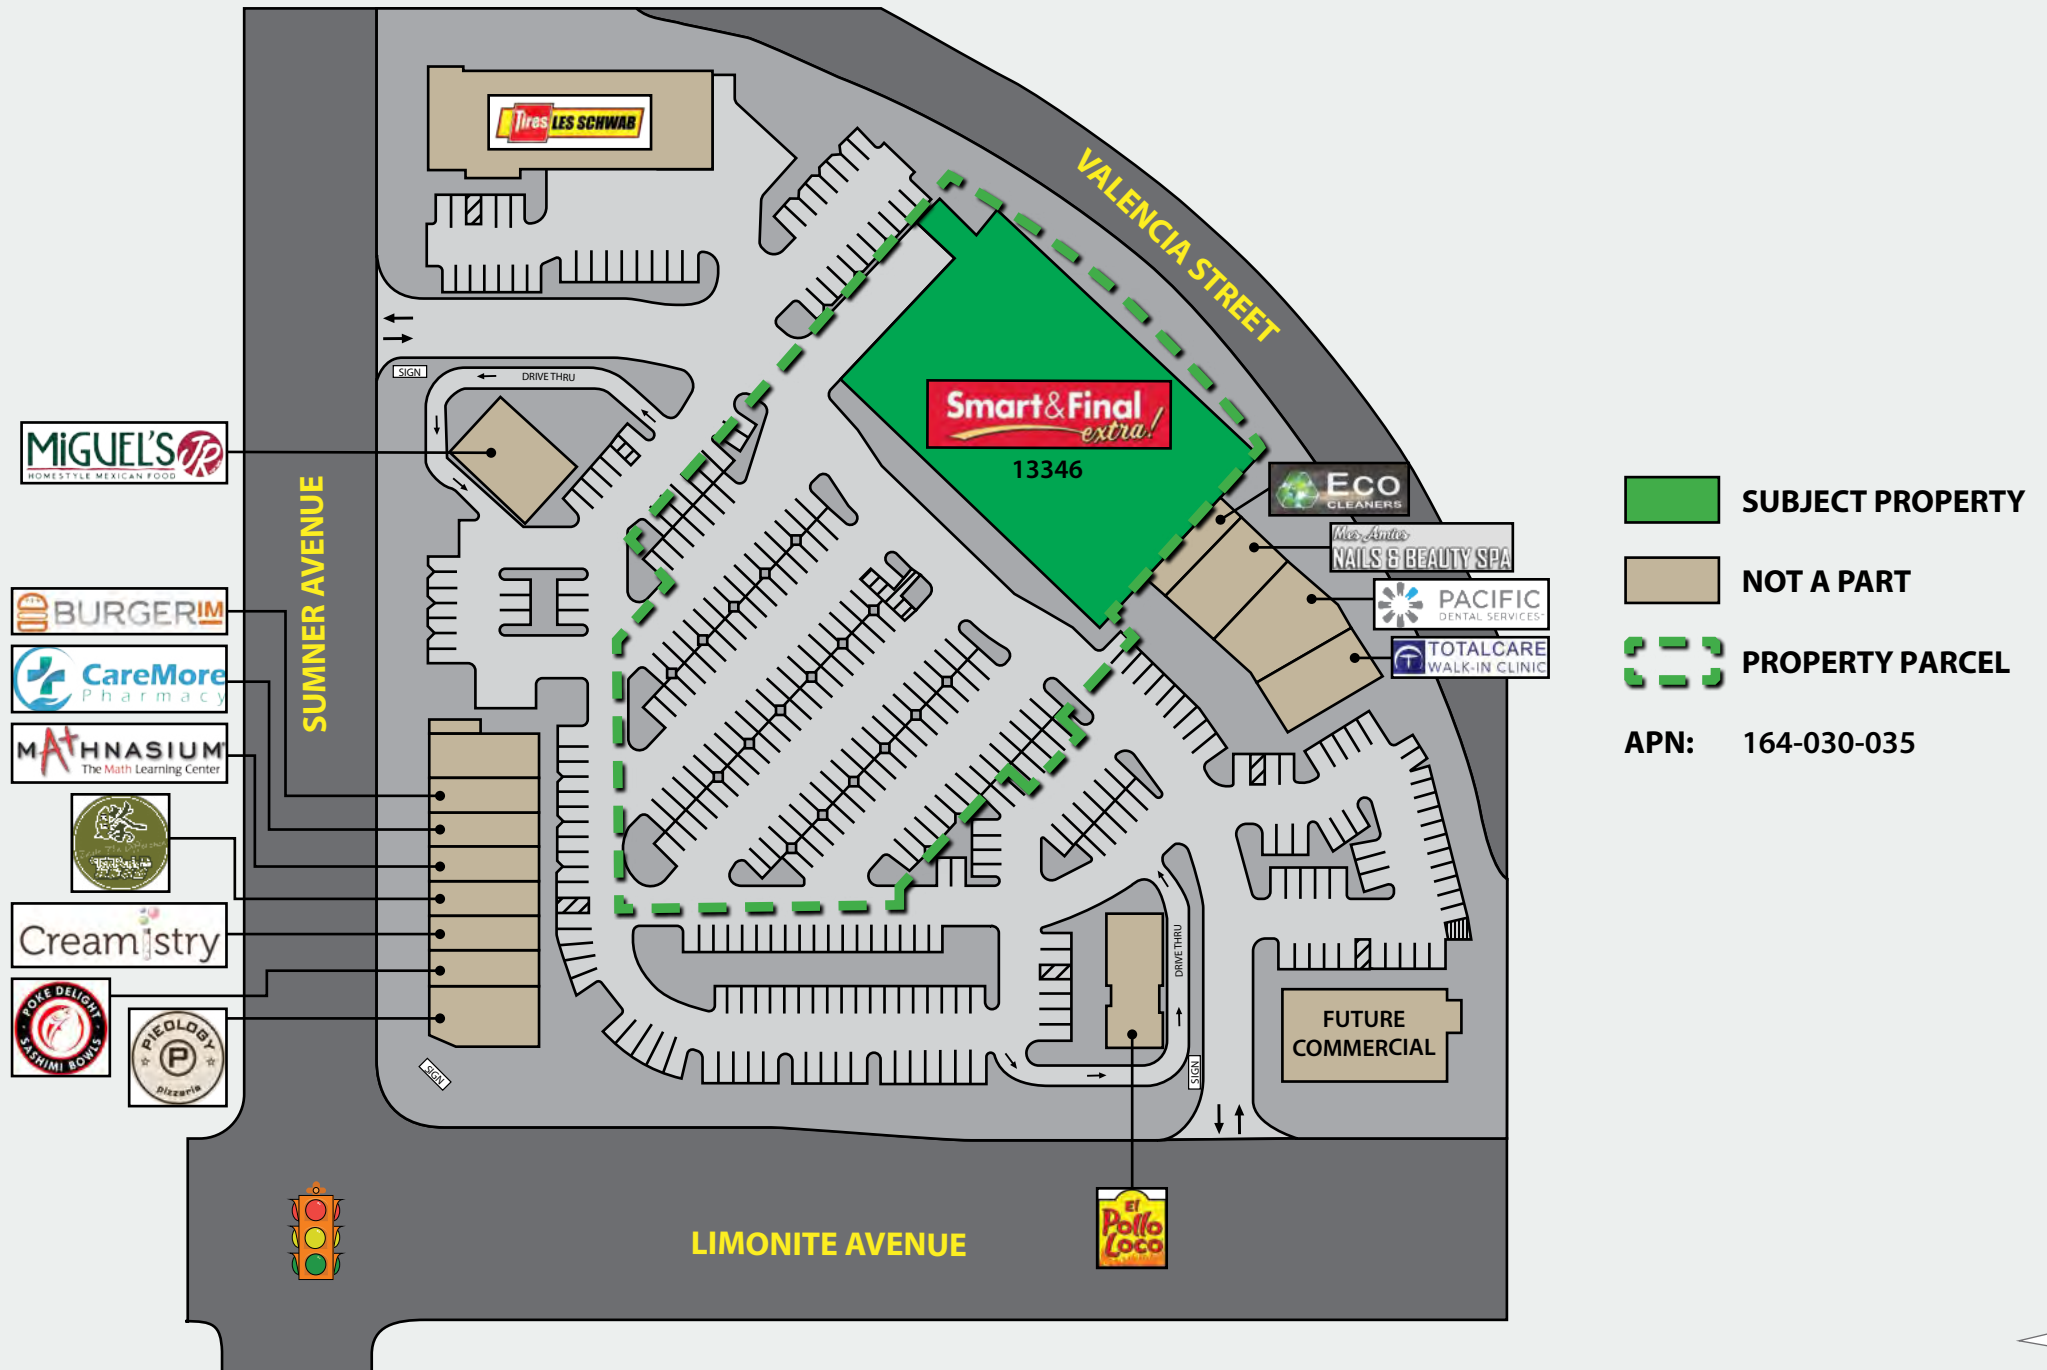 Tires LES SCHWAB
VALENCIA STREET
SIGN
DRIVE THRU
MiGUEL'S JR
HOMESTYLE MEXICAN FOOD
SUMNER AVENUE
Smart&Final
extra!
13346
ECO
CLEANERS
Mes Amies
NAILS & BEAUTY SPA
PACIFIC
DENTAL SERVICES
TOTALCARE
WALK-IN CLINIC
SUBJECT PROPERTY
NOT A PART
PROPERTY PARCEL
APN: 164-030-035
BURGERIM
CareMore
Pharmacy
MATHNASIUM
The Math Learning Center
Creamistry
POKE DELIGHT
SASHIMI BOWLS
PIEOLOGY
P
pizzeria
SIGN
DRIVE THRU
SIGN
FUTURE
COMMERCIAL
El
Pollo
Loco
LIMONITE AVENUE